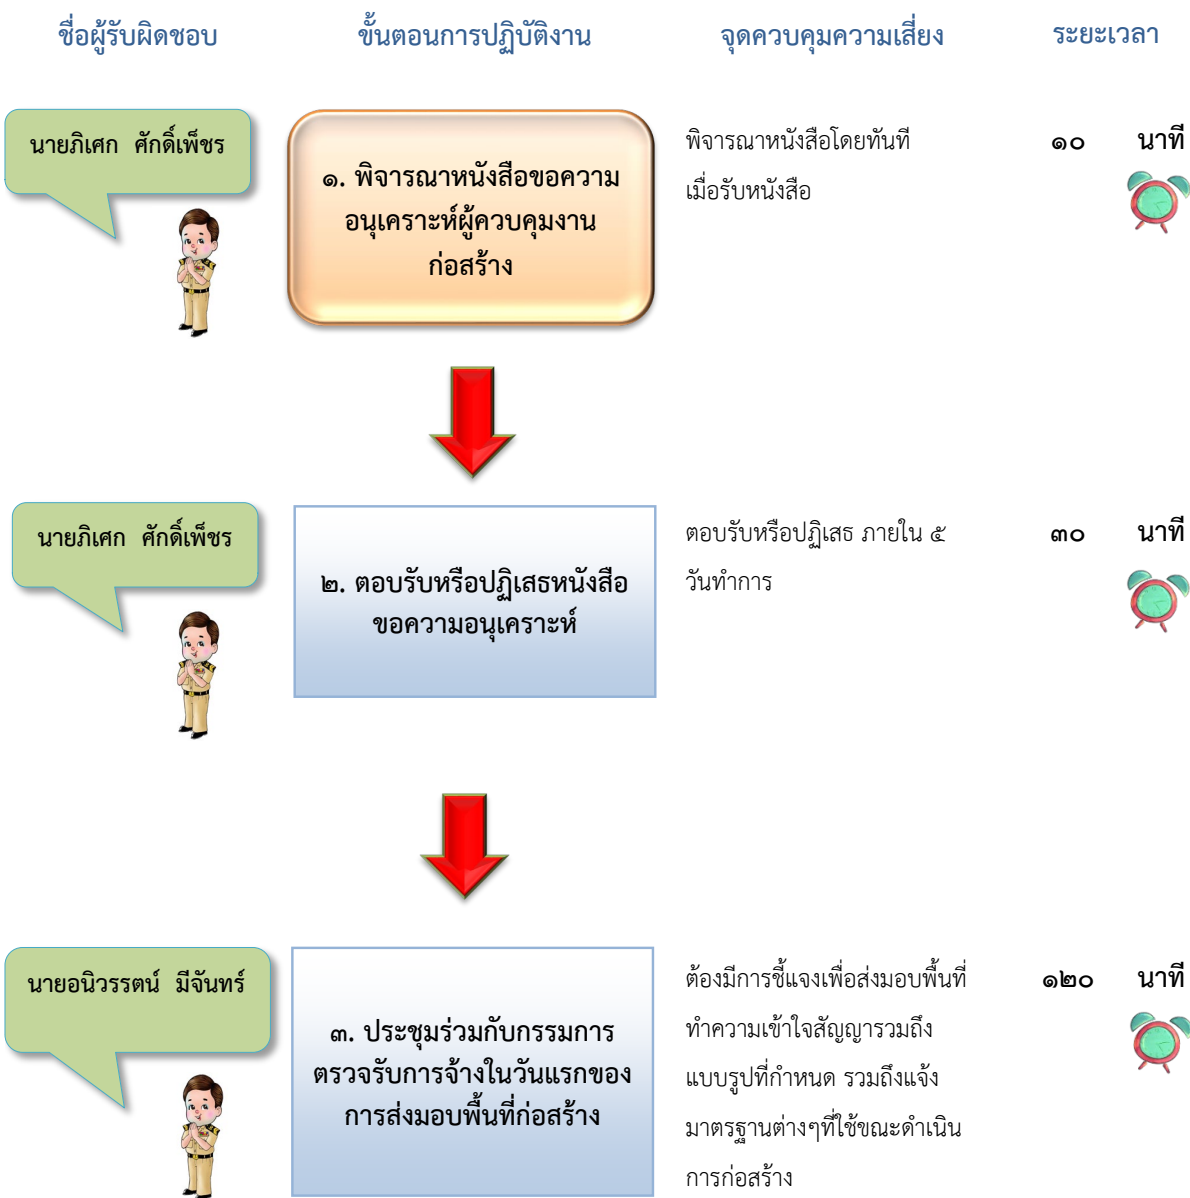 ชื่อผู้รับผิดชอบ ขั้นตอนการปฏิบัติงาน จุดควบคุมความเสี่ยง ระยะเวลา
นายภิเศก ศักดิ์เพ็ชร
๑. พิจารณาหนังสือขอความ
อนุเคราะห์ผู้ควบคุมงาน
ก่อสร้าง
พิจารณาหนังสือโดยทันที
เมื่อรับหนังสือ
๑๐ นาที
นายภิเศก ศักดิ์เพ็ชร
๒. ตอบรับหรือปฏิเสธหนังสือ
ขอความอนุเคราะห์
ตอบรับหรือปฏิเสธ ภายใน ๕
วันทำการ
๓๐ นาที
นายอนิวรรตน์ มีจันทร์
๓. ประชุมร่วมกับกรรมการ
ตรวจรับการจ้างในวันแรกของ
การส่งมอบพื้นที่ก่อสร้าง
ต้องมีการชี้แจงเพื่อส่งมอบพื้นที่
ทำความเข้าใจสัญญารวมถึง
แบบรูปที่กำหนด รวมถึงแจ้ง
มาตรฐานต่างๆที่ใช้ขณะดำเนิน
การก่อสร้าง
๑๒๐ นาที